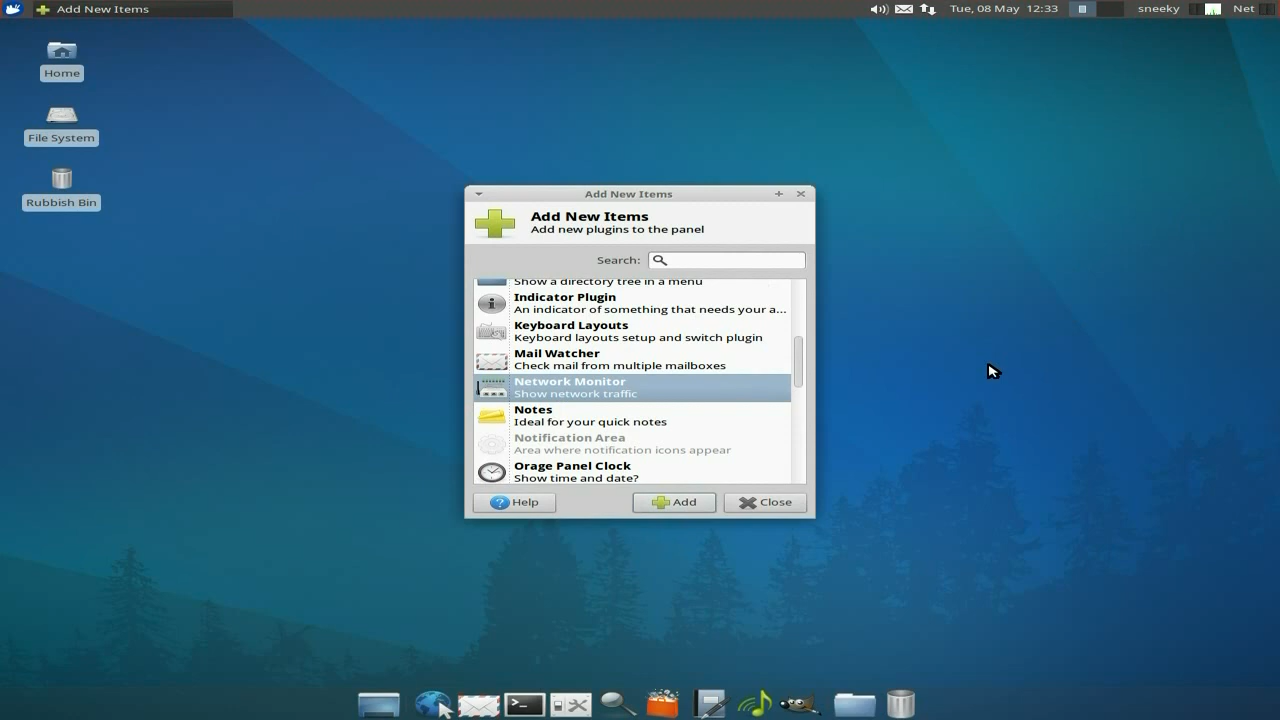 Add New Items
Tue, 08 May 12:33
sneeky
Net
Home
File System
Rubbish Bin
Add New Items
Add New Items
Add new plugins to the panel
Search:
Show a directory tree in a menu
Indicator Plugin
An indicator of something that needs your a...
Keyboard Layouts
Keyboard layouts setup and switch plugin
Mail Watcher
Check mail from multiple mailboxes
Network Monitor
Show network traffic
Notes
Ideal for your quick notes
Notification Area
Area where notification icons appear
Orage Panel Clock
Show time and date?
Help
Add
Close